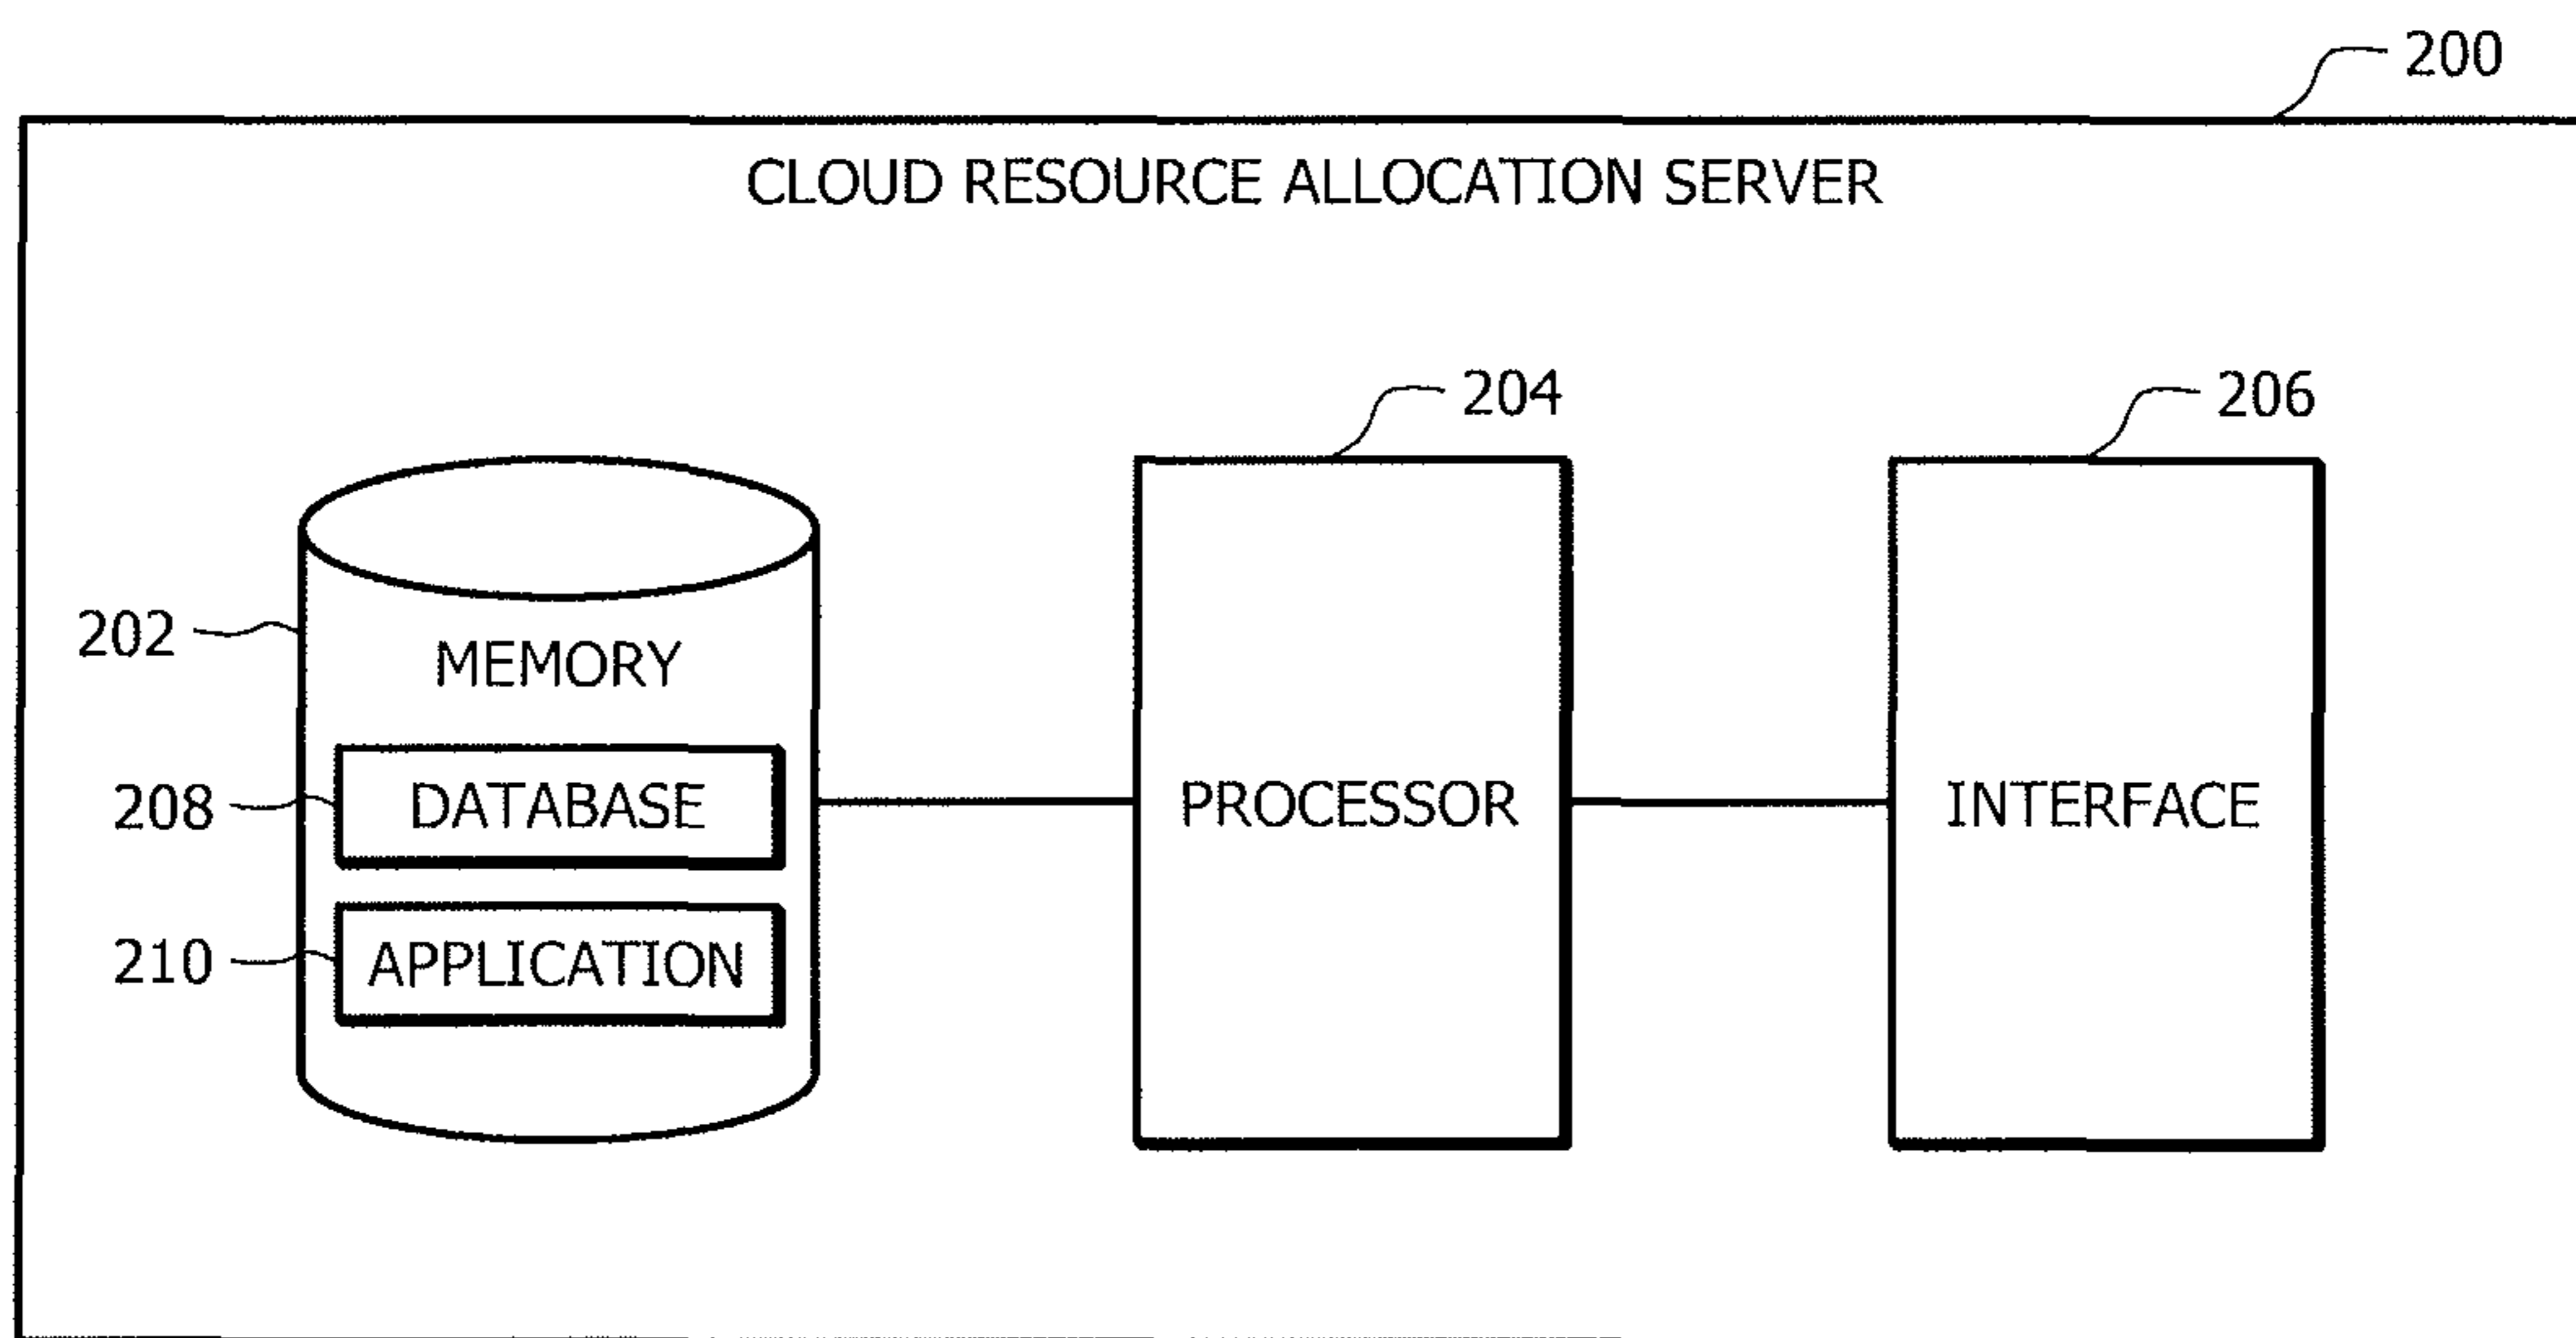 200
CLOUD RESOURCE ALLOCATION SERVER
204
206
202
MEMORY
208
DATABASE
PROCESSOR
INTERFACE
210
APPLICATION